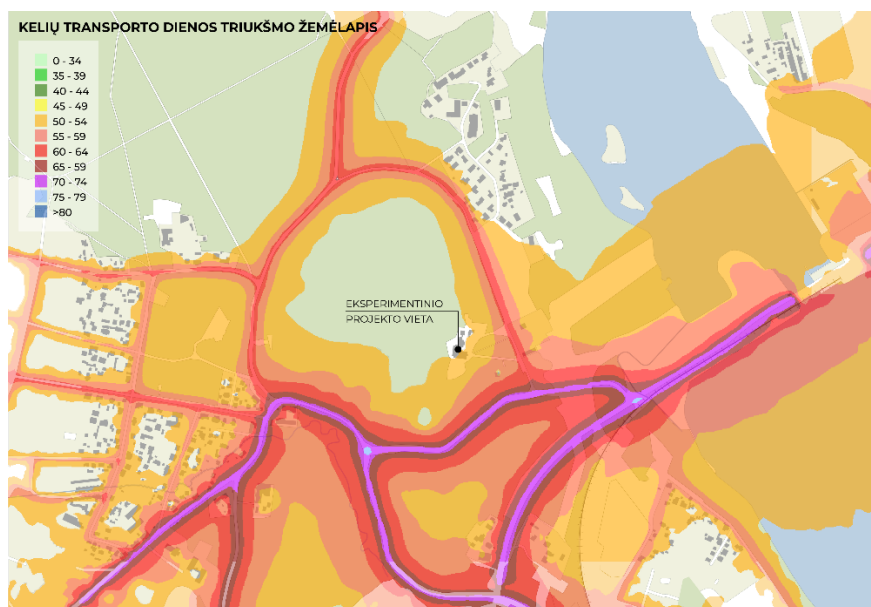 KELIŲ TRANSPORTO DIENOS TRIUKŠMO ŽEMĖLAPIS
0 - 34
35 - 39
40 - 44
45 - 49
50 - 54
55 - 59
60 - 64
65 - 59
70 - 74
75 - 79
>80
EKSPERIMENTINIO
PROJEKTO VIETA